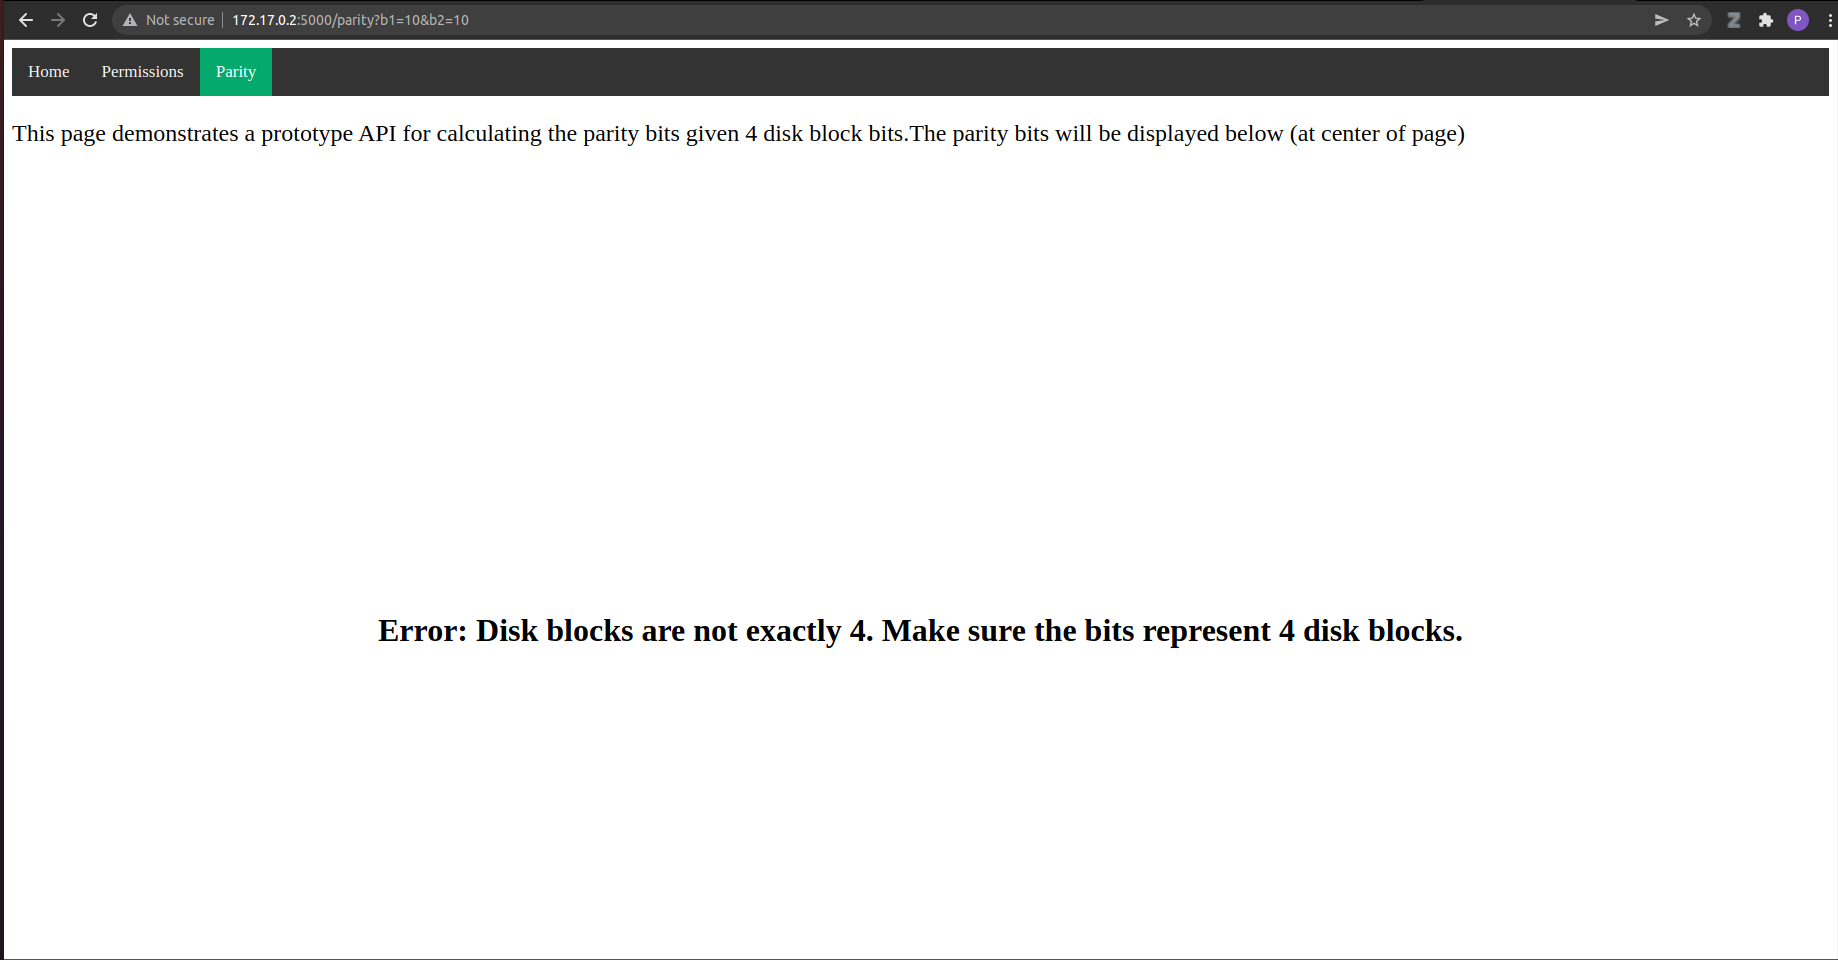 Not secure 172.17.0.2:5000/parity?b1=10&b2=10
Z P
Home Permissions Parity
This page demonstrates a prototype API for calculating the parity bits given 4 disk block bits.The parity bits will be displayed below (at center of page)
Error: Disk blocks are not exactly 4. Make sure the bits represent 4 disk blocks.